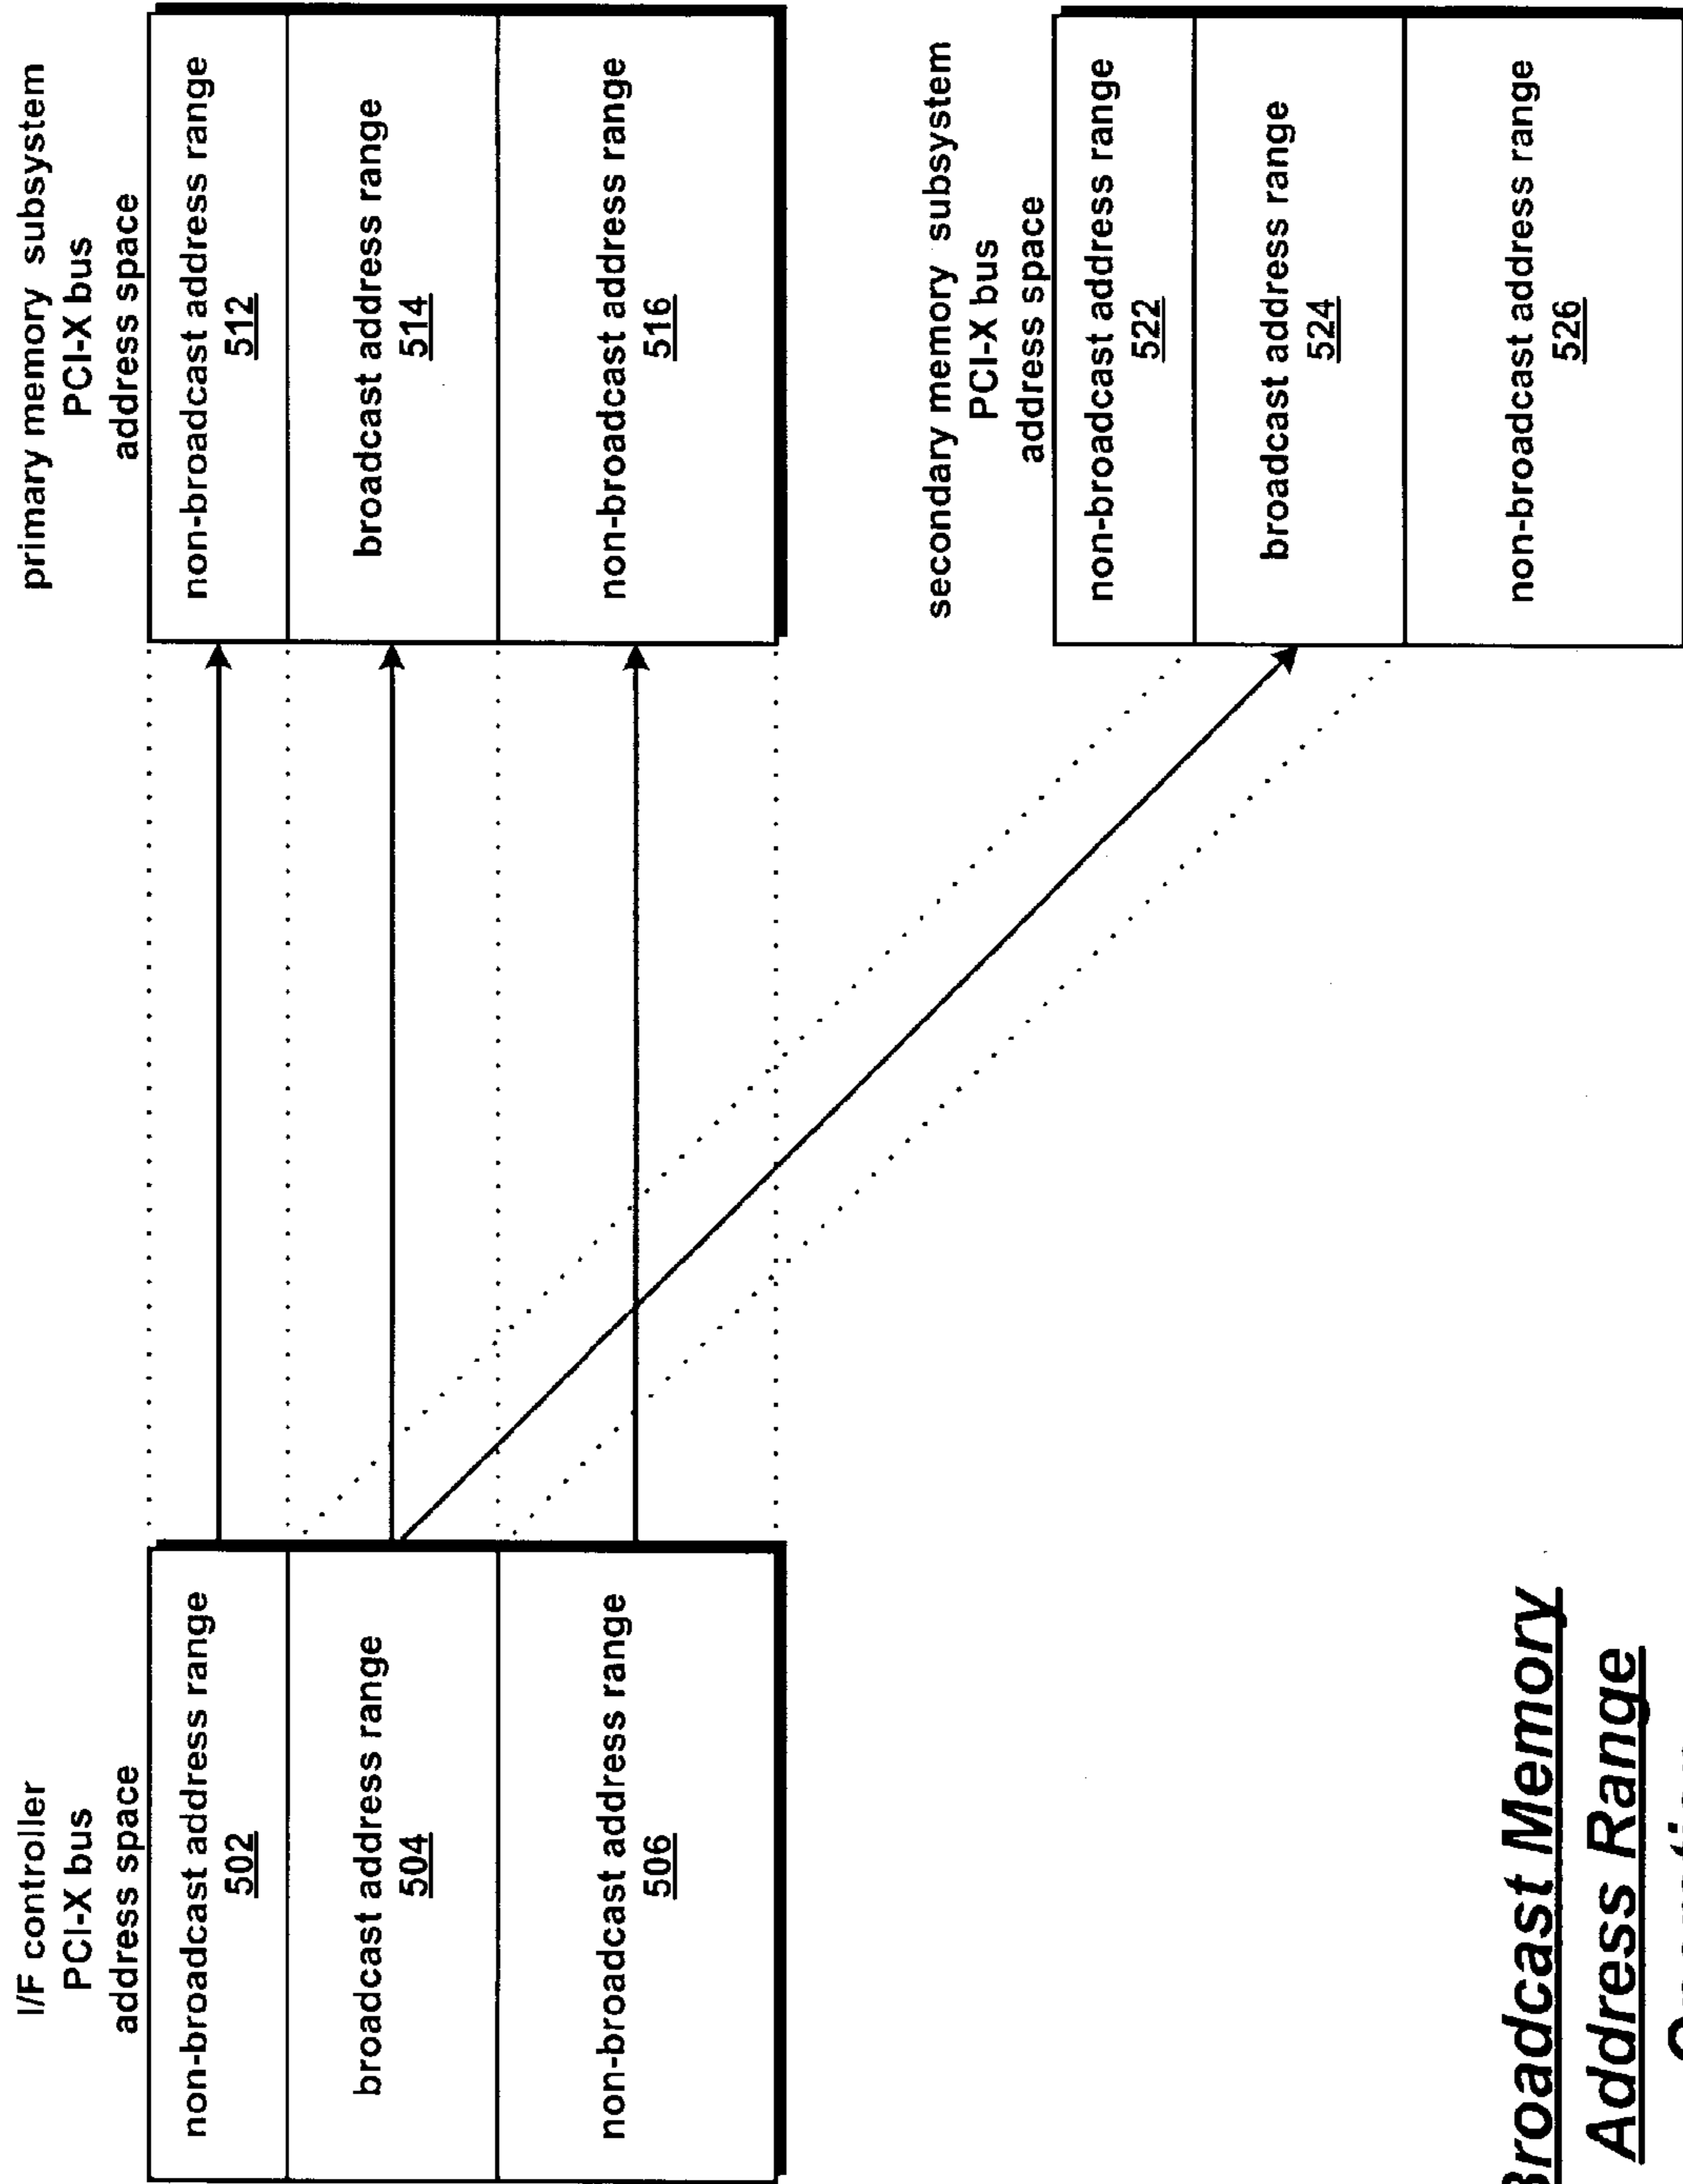 I/F controller
PCI-X bus
address space
non-broadcast address range
502
broadcast address range
504
non-broadcast address range
506
primary memory subsystem
PCI-X bus
address space
non-broadcast address range
512
broadcast address range
514
non-broadcast address range
516
secondary memory subsystem
PCI-X bus
address space
non-broadcast address range
522
broadcast address range
524
non-broadcast address range
526
Broadcast Memory
Address Range